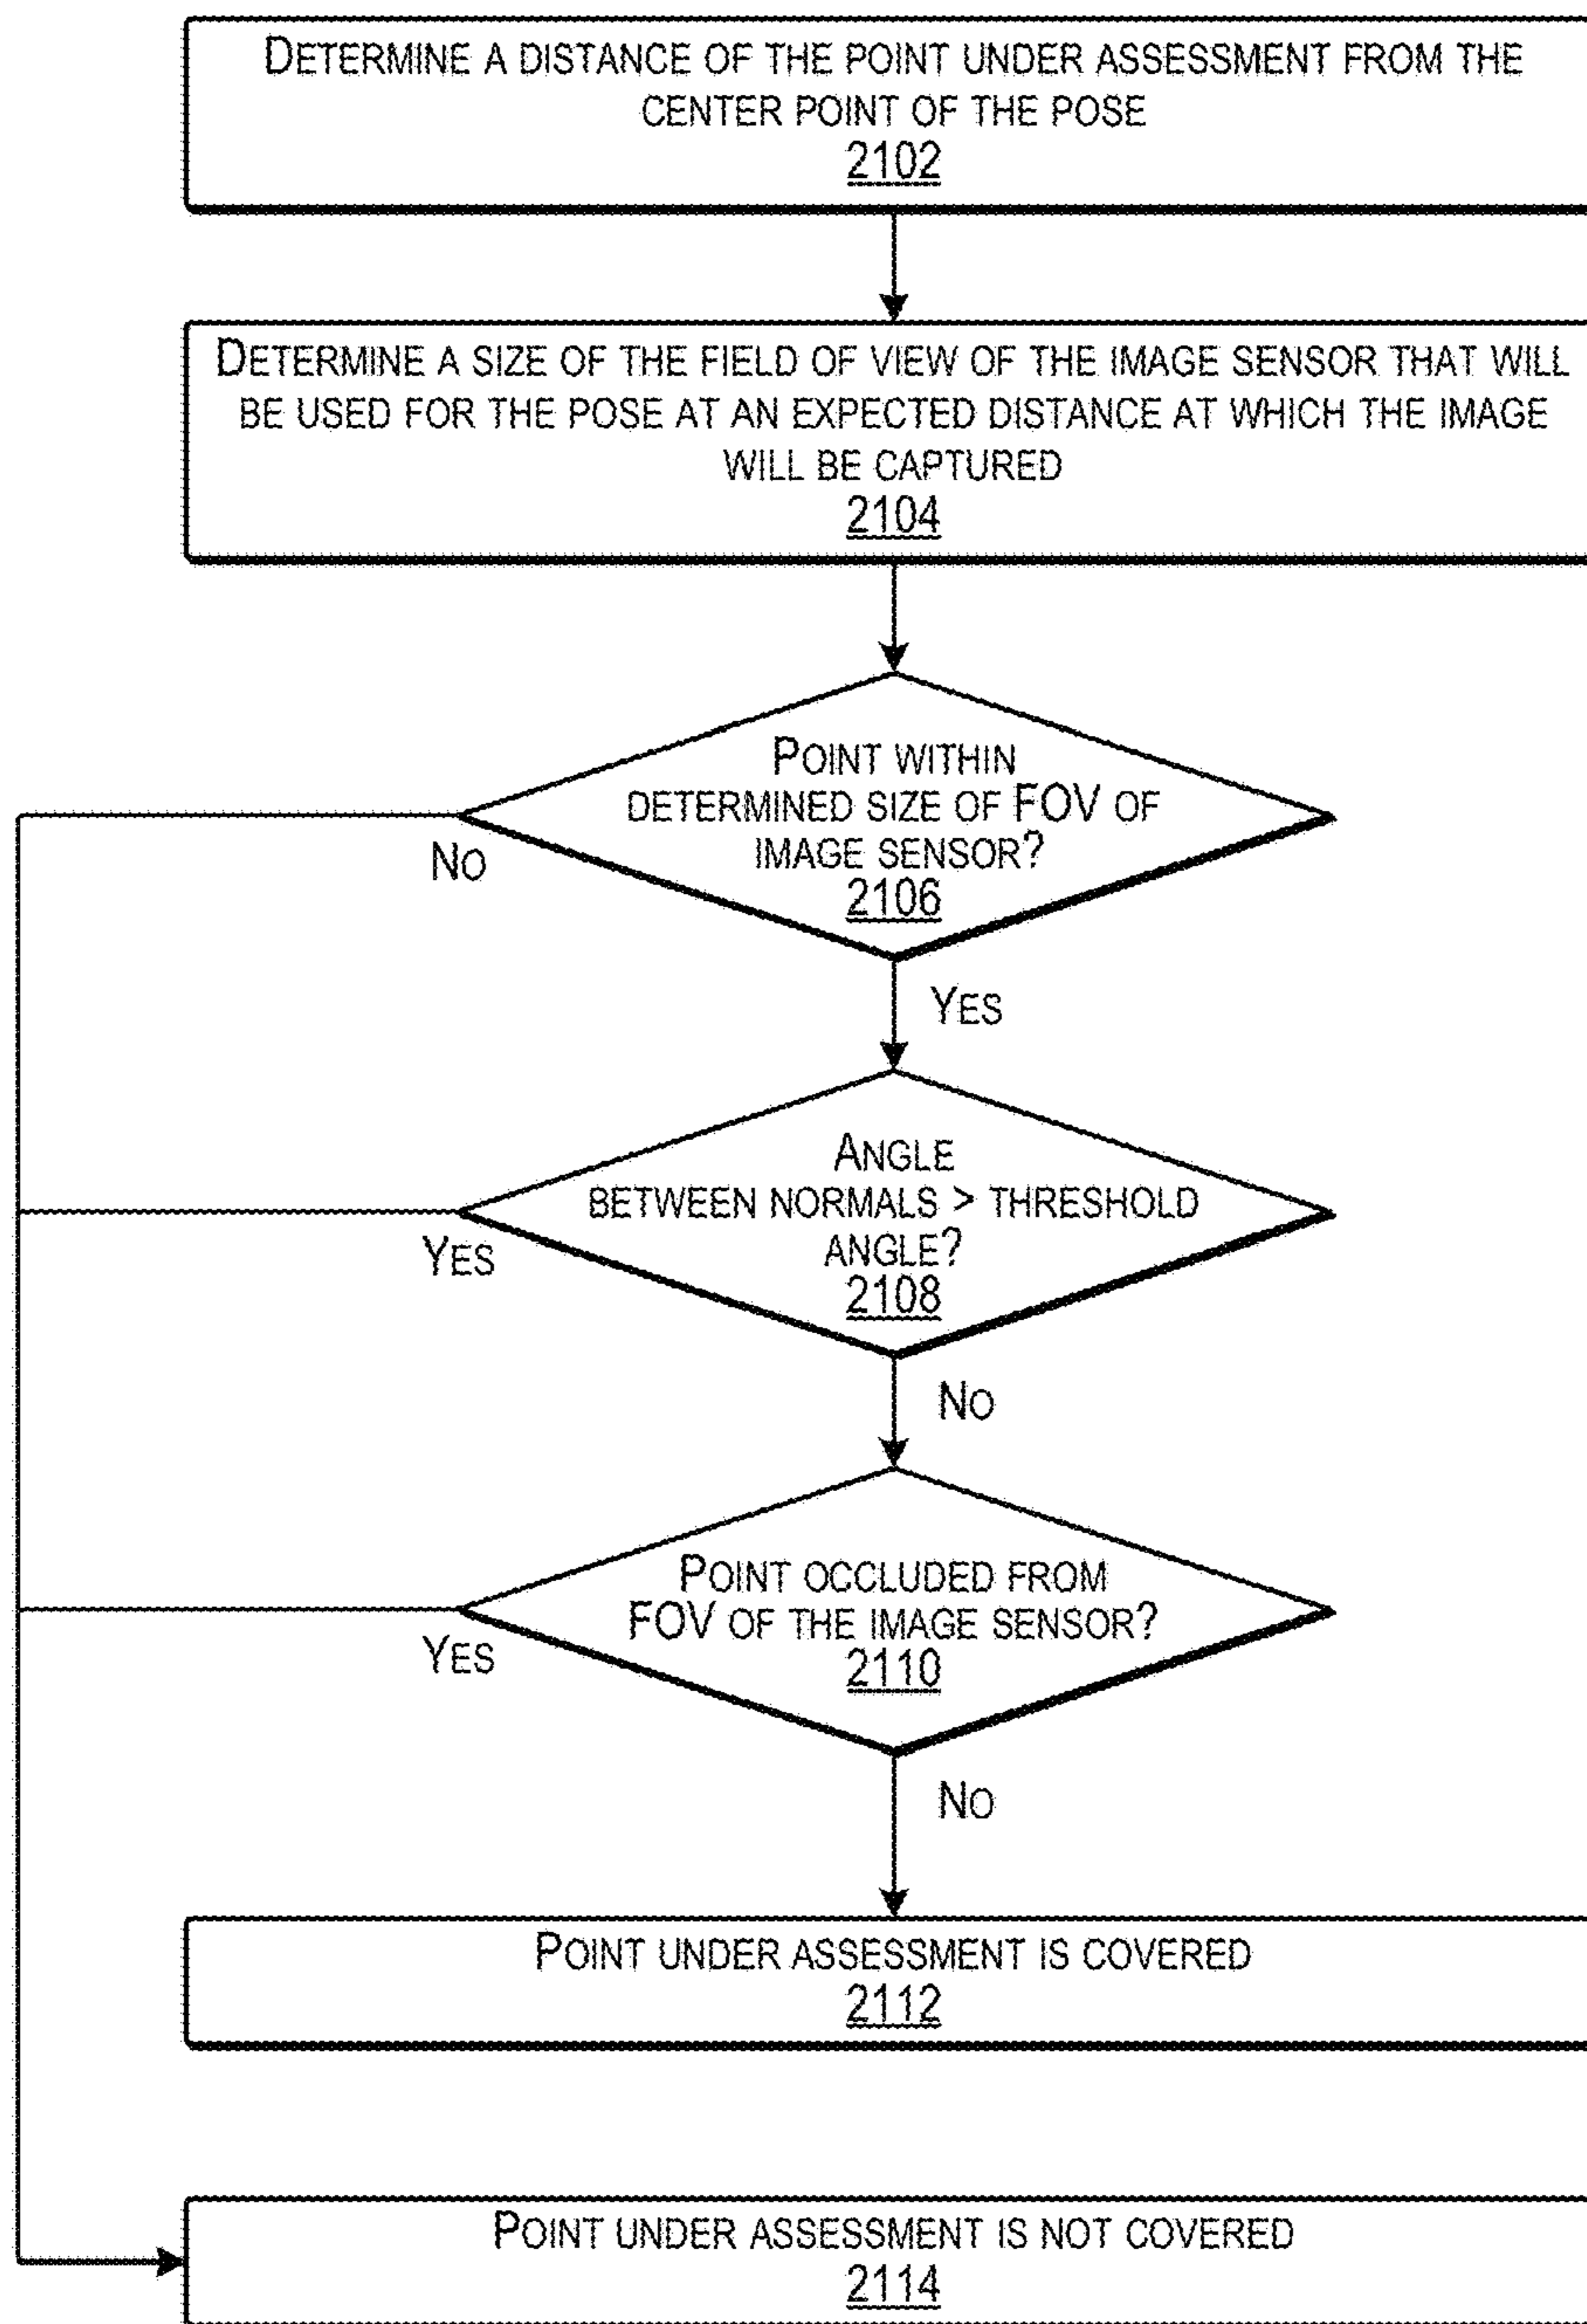 DETERMINE A DISTANCE OF THE POINT UNDER ASSESSMENT FROM THE
CENTER POINT OF THE POSE
2102
DETERMINE A SIZE OF THE FIELD OF VIEW OF THE IMAGE SENSOR THAT WILL
BE USED FOR THE POSE AT AN EXPECTED DISTANCE AT WHICH THE IMAGE
WILL BE CAPTURED
2104
POINT WITHIN
DETERMINED SIZE OF FOV OF
IMAGE SENSOR?
2106
NO
YES
ANGLE
BETWEEN NORMALS > THRESHOLD
ANGLE?
2108
YES
NO
POINT OCCLUDED FROM
FOV OF THE IMAGE SENSOR?
2110
YES
NO
POINT UNDER ASSESSMENT IS COVERED
2112
POINT UNDER ASSESSMENT IS NOT COVERED
2114